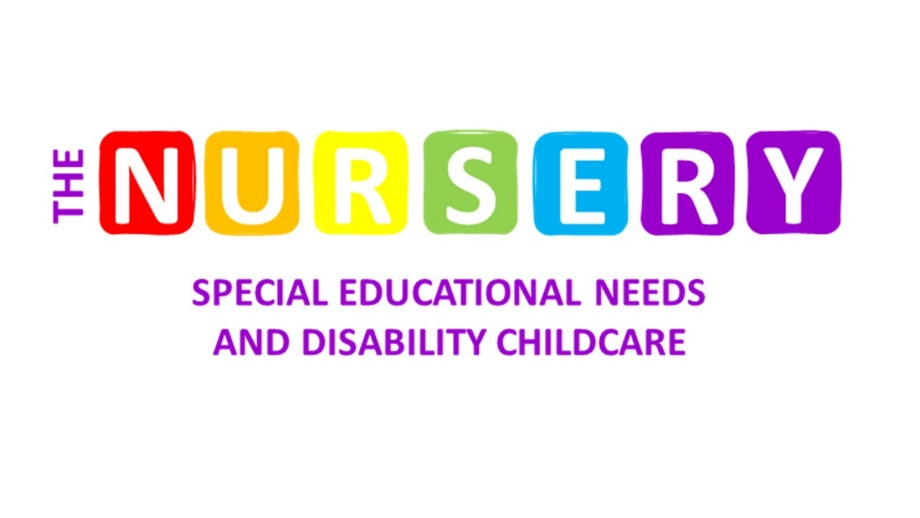 THE NURSERY
SPECIAL EDUCATIONAL NEEDS
AND DISABILITY CHILDCARE